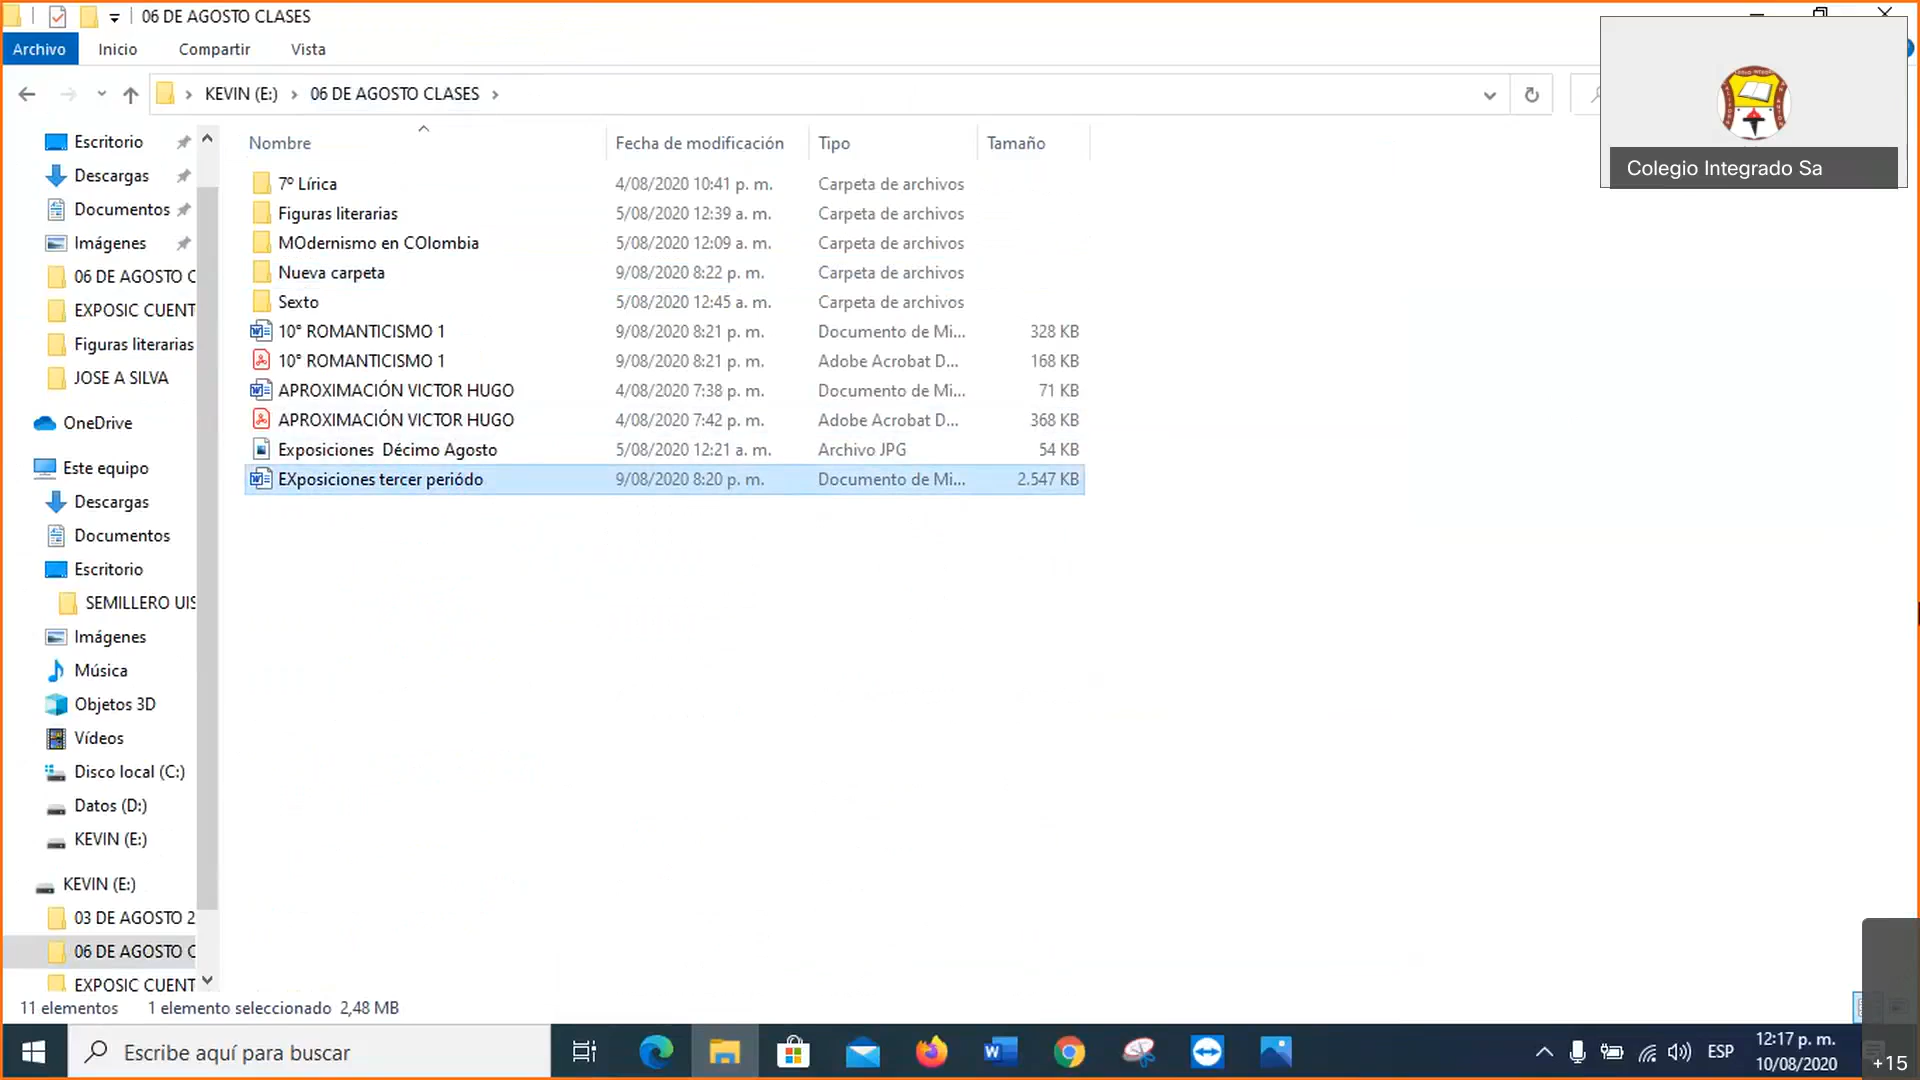 06 DE AGOSTO CLASES
Archivo Inicio Compartir Vista
KEVIN (E:) 06 DE AGOSTO CLASES
Colegio Integrado Sa
Nombre Fecha de modificación Tipo Tamaño
7º Lírica 4/08/2020 10:41 p. m. Carpeta de archivos
Figuras literarias 5/08/2020 12:39 a. m. Carpeta de archivos
MOdernismo en COlombia 5/08/2020 12:09 a. m. Carpeta de archivos
Nueva carpeta 9/08/2020 8:22 p. m. Carpeta de archivos
Sexto 5/08/2020 12:45 a. m. Carpeta de archivos
10° ROMANTICISMO 1 9/08/2020 8:21 p. m. Documento de Mi... 328 KB
10° ROMANTICISMO 1 9/08/2020 8:21 p. m. Adobe Acrobat D... 168 KB
APROXIMACIÓN VICTOR HUGO 4/08/2020 7:38 p. m. Documento de Mi... 71 KB
APROXIMACIÓN VICTOR HUGO 4/08/2020 7:42 p. m. Adobe Acrobat D... 368 KB
Exposiciones Décimo Agosto 5/08/2020 12:21 a. m. Archivo JPG 54 KB
EXposiciones tercer periódo 9/08/2020 8:20 p. m. Documento de Mi... 2.547 KB
Escritorio
Descargas
Documentos
Imágenes
06 DE AGOSTO C
EXPOSIC CUENT
Figuras literarias
JOSE A SILVA
OneDrive
Este equipo
Descargas
Documentos
Escritorio
SEMILLERO UIS
Imágenes
Música
Objetos 3D
Vídeos
Disco local (C:)
Datos (D:)
KEVIN (E:)
KEVIN (E:)
03 DE AGOSTO 2
06 DE AGOSTO C
EXPOSIC CUENT
11 elementos 1 elemento seleccionado 2,48 MB
Escribe aquí para buscar
ESP
12:17 p. m.
10/08/2020
+15